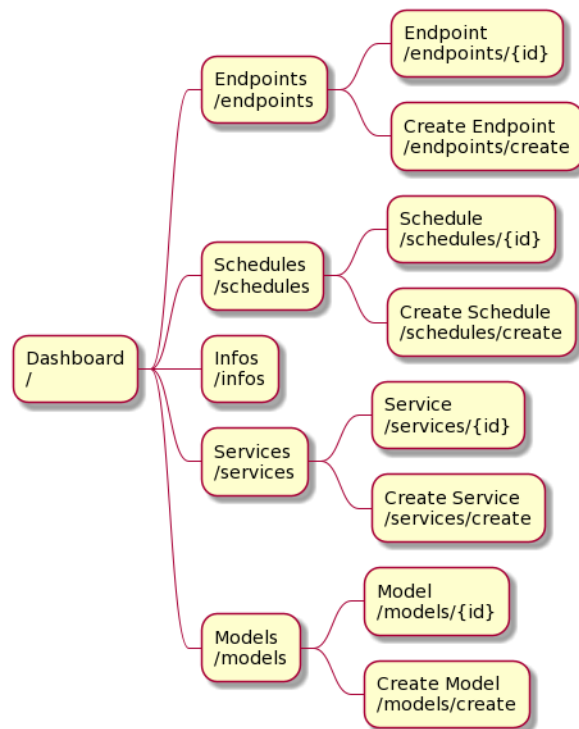 Dashboard
/
Endpoints
/endpoints
Endpoint
/endpoints/{id}
Create Endpoint
/endpoints/create
Schedules
/schedules
Schedule
/schedules/{id}
Create Schedule
/schedules/create
Infos
/infos
Services
/services
Service
/services/{id}
Create Service
/services/create
Models
/models
Model
/models/{id}
Create Model
/models/create